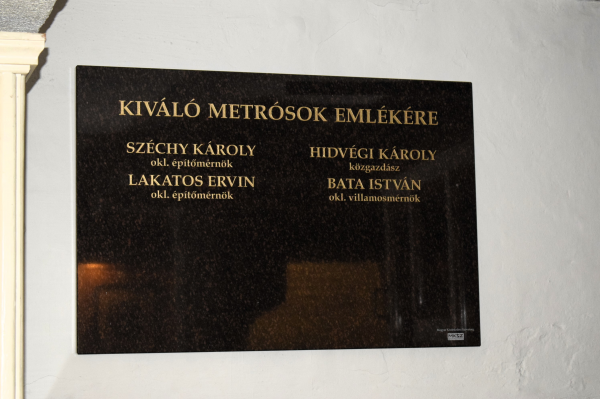 KIVÁLÓ METRÓSOK EMLÉKÉRE
SZÉCHY KÁROLY
okl. építőmérnök
LAKATOS ERVIN
okl. építőmérnök
HIDVÉGI KÁROLY
közgazdász
BATA ISTVÁN
okl. villamosmérnök